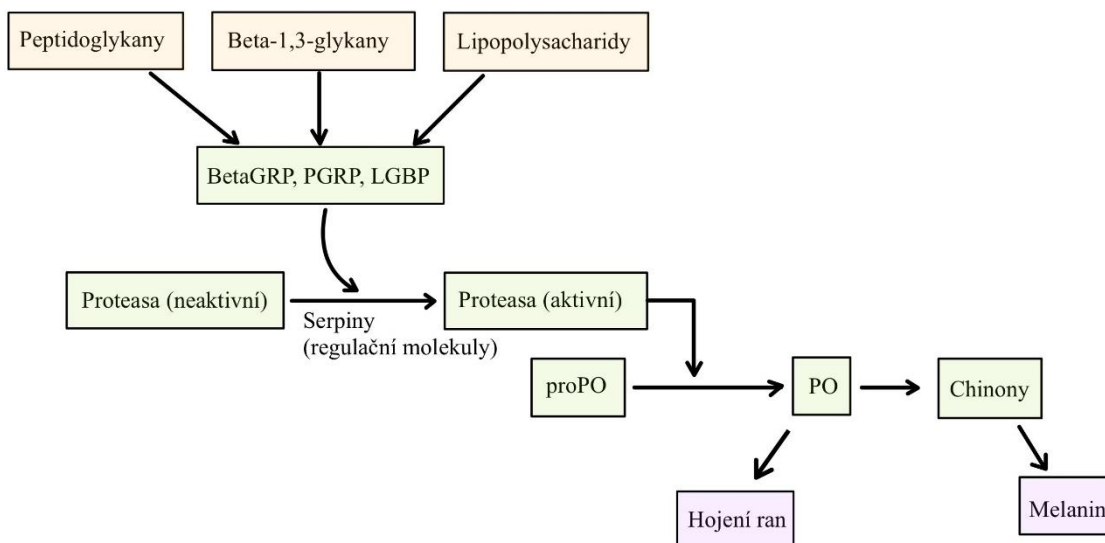 Peptidoglykany
Beta-1,3-glykany
Lipopolysacharidy
BetaGRP, PGRP, LGBP
Proteasa (neaktivní)
Proteasa (aktivní)
Serpiny
(regulační molekuly)
proPO
PO
Chinony
Hojení ran
Melanin